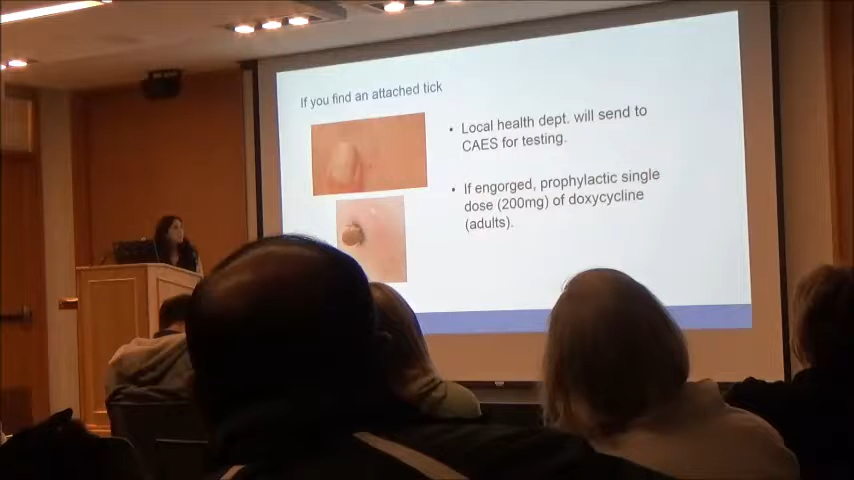 If you find an attached tick
• Local health dept. will send to
CAES for testing.
• If engorged, prophylactic single
dose (200mg) of doxycycline
(adults).